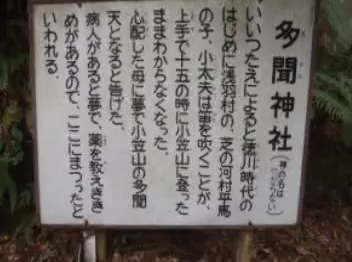 多聞神社
(神の名は
いいつたえによると徳川時代の
はじめに浅羽村の、芝の河村平馬
の子、小太夫は笛を吹くことが、
上手で十五の時に小笠山に登った
ままわからなくなった。
心配した母に夢で小笠山の多聞
天となると告げた。
病人があると夢で、薬を教えきき
めがあるので、ここにまつったと
いわれる。